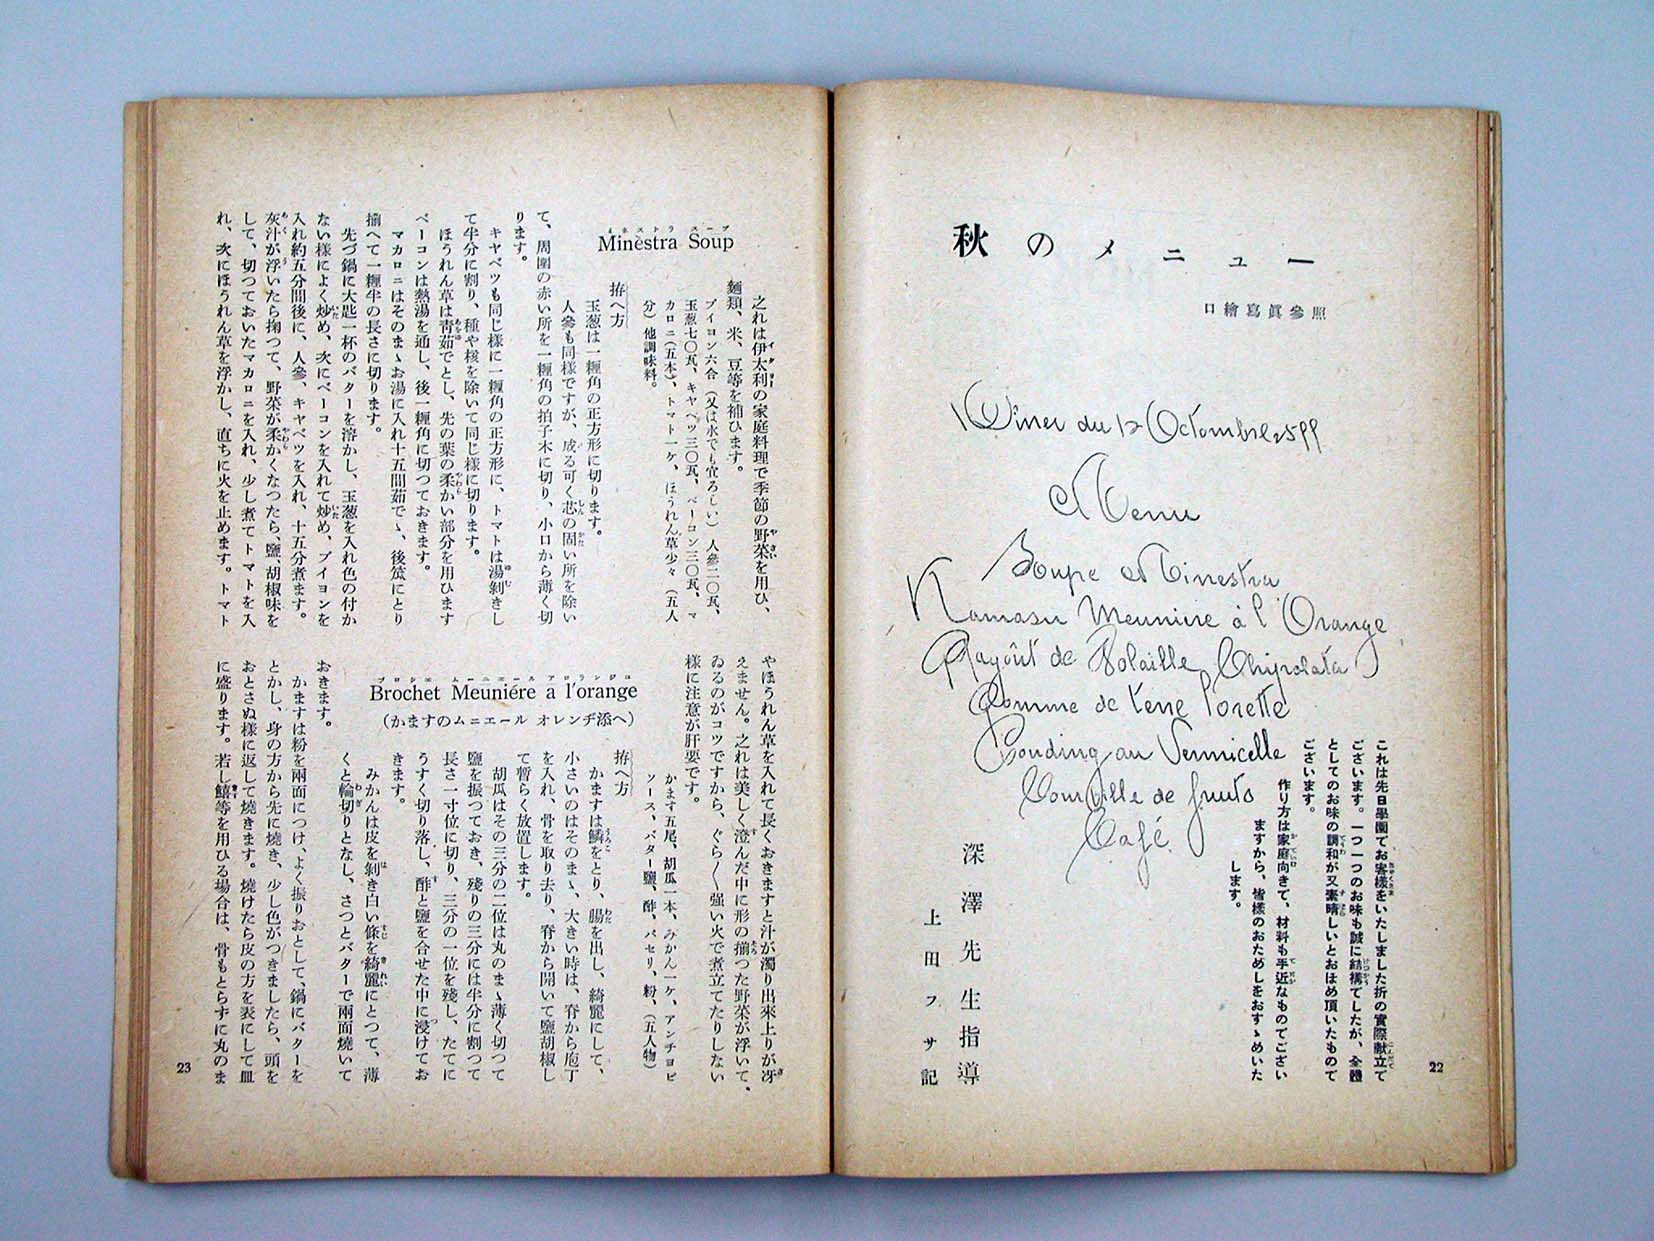 秋のメニュー
口繪寫眞參照
Diner du 12 Octombre 2599
Menu
Soupe Minestra
Kamasu Meunière à l'Orange
Ragoût de Volaille Chipolata
Pomme de terre Lorette
Pouding au Vermicelle
Courbille de fruits
Café
これは先日學園でお客樣をいたしました折の實際獻立で
ございます。一つ一つのお味も誠に結構でしたが、全體
としてのお味の調和が又素晴しいとおほめ頂いたもので
ございます。
作り方は家庭向きで、材料も手近なものでござい
ますから、皆樣のおためしをおすゝめいた
します。
深澤先生指導
上田フサ記
22
ミネストラ スープ
Minèstra Soup
之れは伊太利の家庭料理で季節の野菜を用ひ、
麵類、米、豆等を補ひます。
ブイヨン六合(又は水でも宜ろしい)人參二〇瓦、
玉葱七〇瓦、キャベツ三〇瓦、ベーコン三〇瓦、マ
カロニ(五本)、トマト一ケ、ほうれん草少々(五人
分)他調味料。
拵へ方
玉葱は一糎角の正方形に切ります。
人參も同樣ですが、成る可く芯の固い所を除い
て、周圍の赤い所を一糎角の拍子木に切り、小口から薄く切
ります。
キャベツも同じ樣に一糎角の正方形に、トマトは湯剝きし
て半分に割り、種や核を除いて同じ樣に切ります。
ほうれん草は靑茹でとし、先の葉の柔かい部分を用ひます
ベーコンは熱湯を通し、後一糎角に切つておきます。
マカロニはそのまゝお湯に入れ十五間茹で、後笊にとり
揃へて一糎半の長さに切ります。
先づ鍋に大匙一杯のバターを溶かし、玉葱を入れ色の付か
ない樣によく炒め、次にベーコンを入れて炒め、ブイヨンを
入れ約五分間後に、人參、キャベツを入れ、十五分煮ます。
灰汁が浮いたら掬つて、野菜が柔かくなつたら、鹽、胡椒味を
して、切つておいたマカロニを入れ、少し煮てトマトを入
れ、次にほうれん草を浮かし、直ちに火を止めます。トマト
やほうれん草を入れて長くおきますと汁が濁り出來上りが冴
えません。之れは美しく澄んだ中に形の揃つた野菜が浮いて、
ゐるのがコツですから、ぐらぐら強い火で煮立てたりしない
樣に注意が肝要です。
ブロシエ ムーニエール アロランジユ
Brochet Meuniére a l'orange
(かますのムニエール オレンヂ添へ)
かます五尾、胡瓜一本、みかん一ケ、アンチヨビ
ソース、バター鹽、酢、パセリ、粉、(五人物)
拵へ方
かますは鱗をとり、腸を出し、綺麗にして、
小さいのはそのまゝ、大きい時は、脊から庖丁
を入れ、骨を取り去り、脊から開いて鹽胡椒し
て暫らく放置します。
胡瓜はその三分の二位は丸のまゝ薄く切つて
鹽を振つておき、殘りの三分には半分に割つて
長さ一寸位に切り、三分の一位を殘し、たてに
うすく切り落し、酢と鹽を合せた中に浸けてお
きます。
みかんは皮を剝き白い條を綺麗にとつて、薄
くと輪切りとなし、さつとバターで兩面燒いて
おきます。
かますは粉を兩面につけ、よく振りおとして、鍋にバターを
とかし、身の方から先に燒き、少し色がつきましたら、頭を
おとさぬ樣に返して燒きます。燒けたら皮の方を表にして皿
に盛ります。若し鱚等を用ひる場合は、骨もとらずに丸のま
23